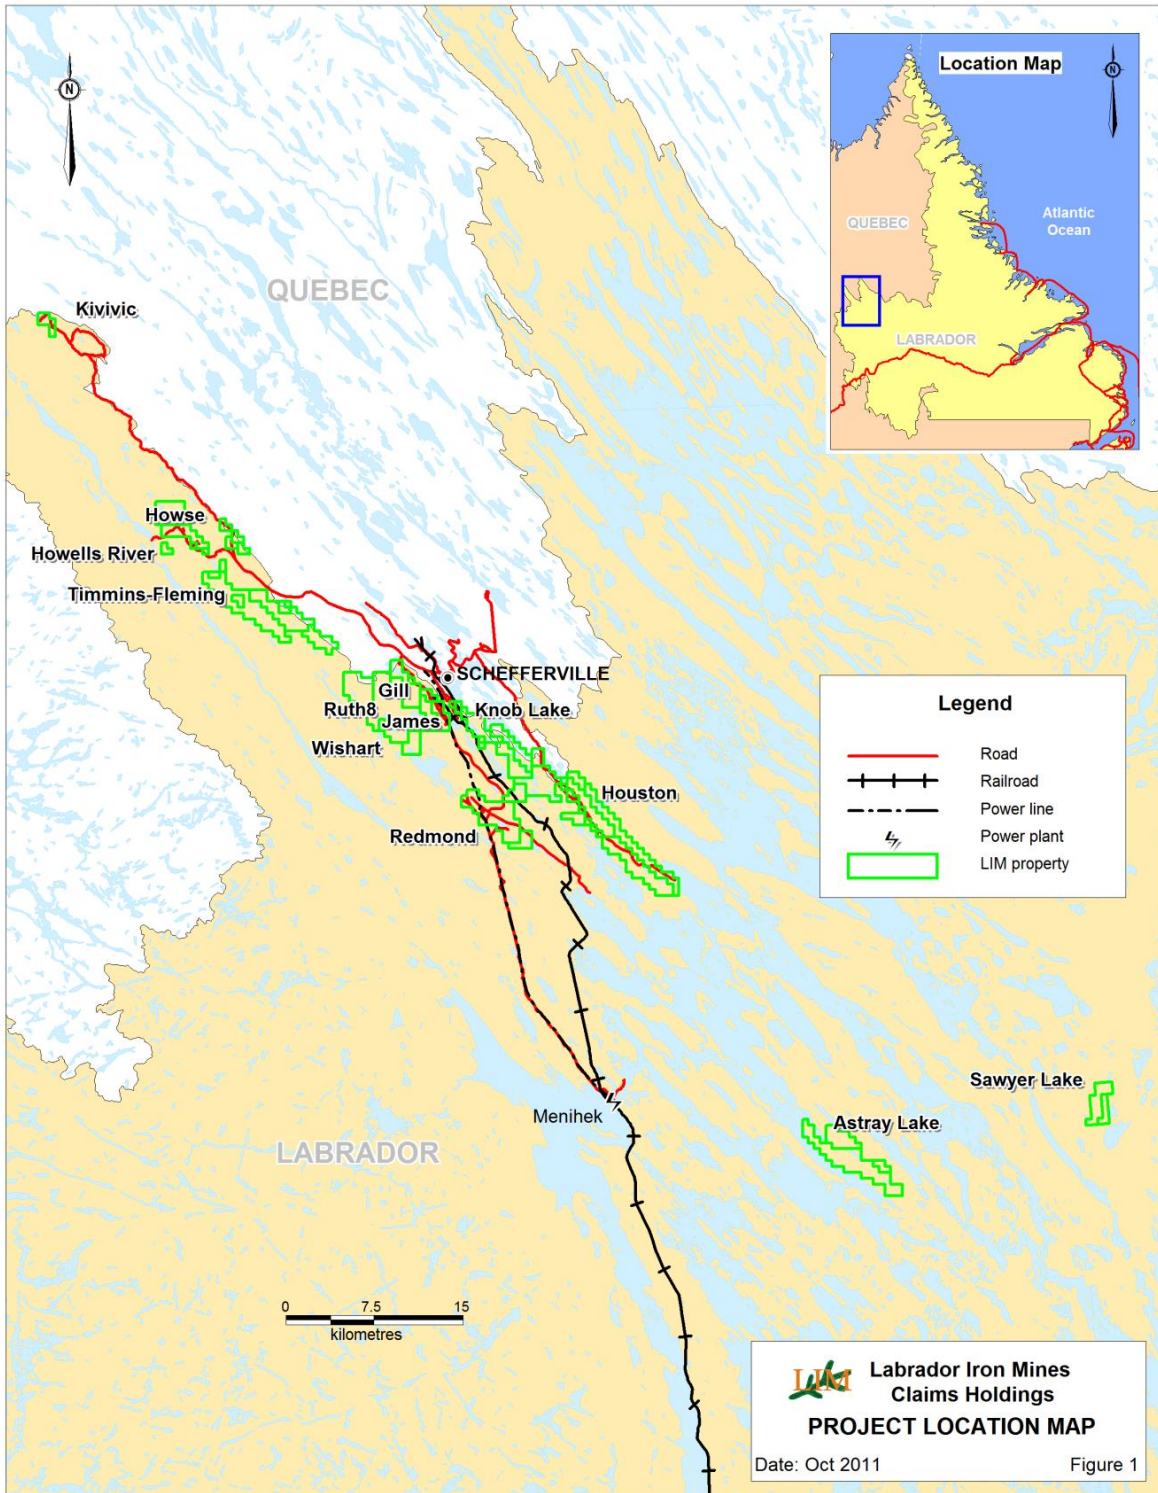 N
Location Map
N
QUEBEC
Atlantic
Ocean
LABRADOR
QUEBEC
Kivivic
Howse
Howells River
Timmins-Fleming
SCHEFFERVILLE
Gill
Ruth8
James
Knob Lake
Wishart
Houston
Redmond
Legend
Road
Railroad
Power line
Power plant
LIM property
Sawyer Lake
Astray Lake
Menihek
LABRADOR
0 7.5 15
kilometres
LIM
Labrador Iron Mines
Claims Holdings
PROJECT LOCATION MAP
Date: Oct 2011
Figure 1